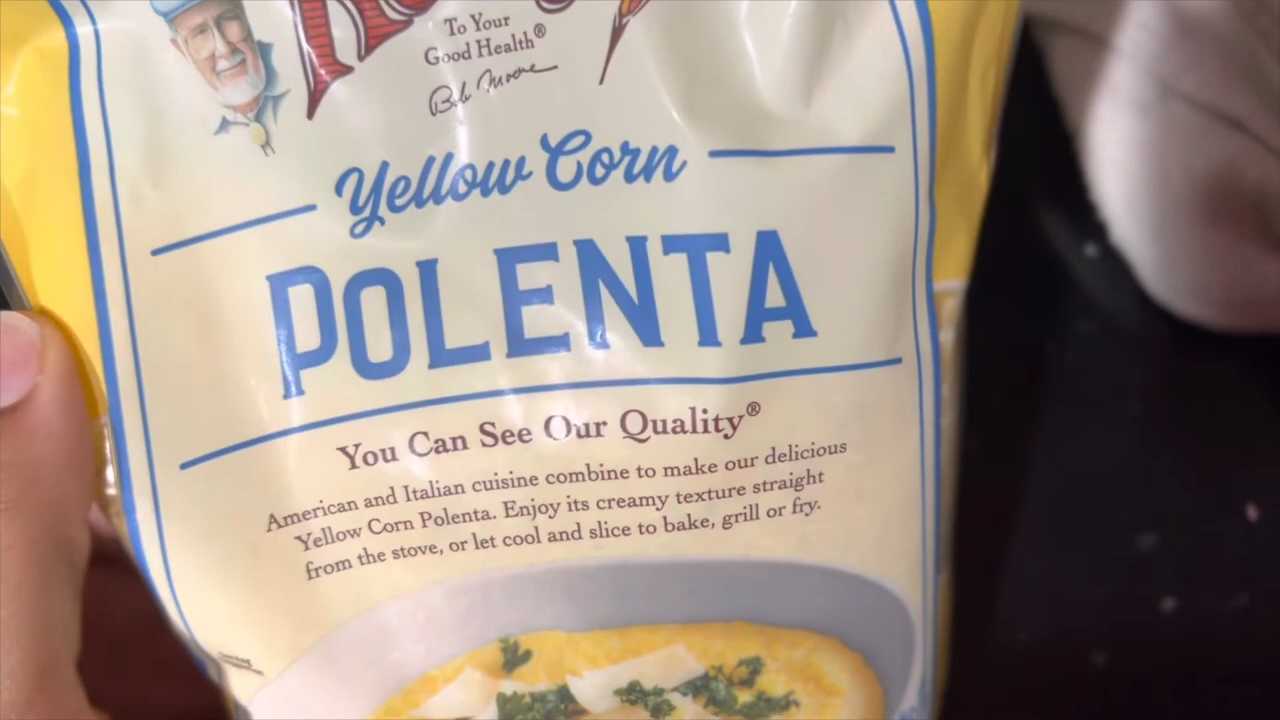 To Your
Good Health®
Bob Moore
Yellow Corn
POLENTA
You Can See Our Quality®
American and Italian cuisine combine to make our delicious
Yellow Corn Polenta. Enjoy its creamy texture straight
from the stove, or let cool and slice to bake, grill or fry.